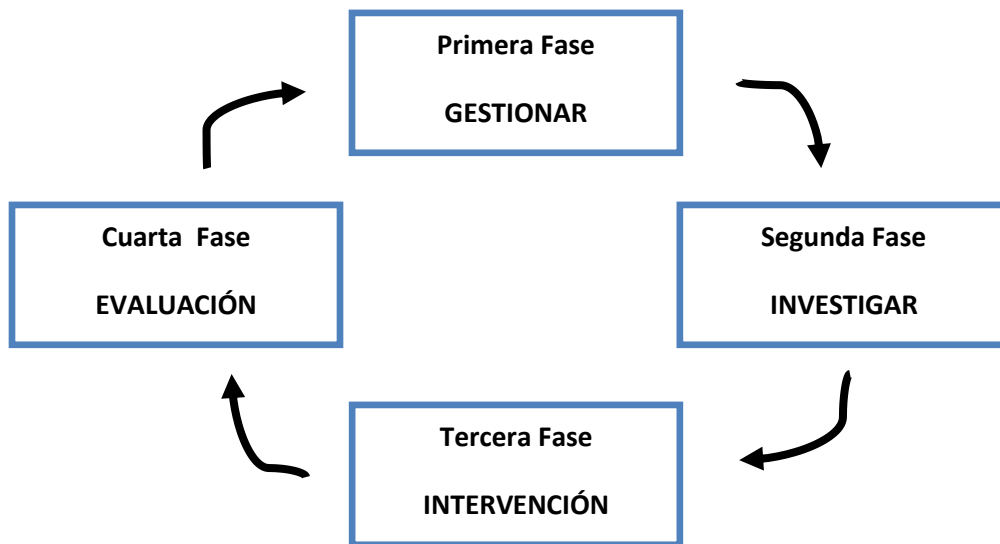 Primera Fase
GESTIONAR
Segunda Fase
INVESTIGAR
Tercera Fase
INTERVENCIÓN
Cuarta Fase
EVALUACIÓN